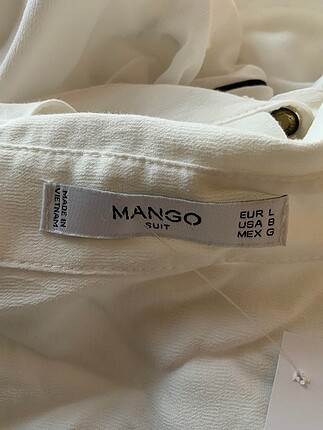 MADE IN
VIETNAM
MANGO
SUIT
EUR L
USA 8
MEX G